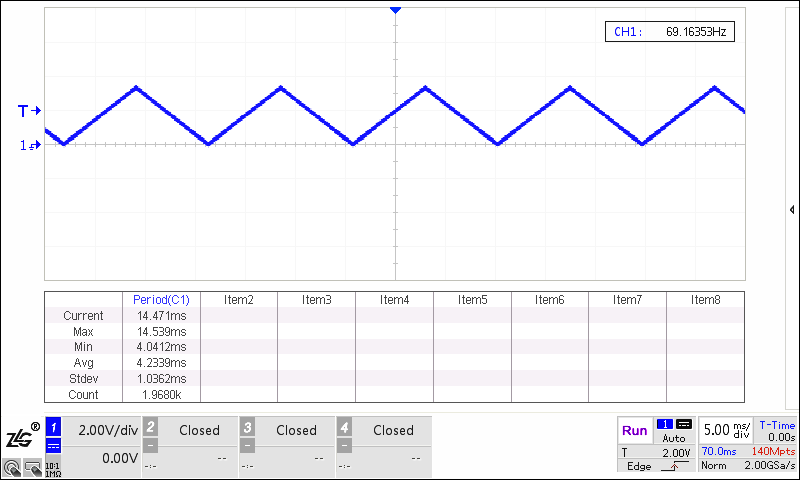 CH1: 69.16353Hz
T
1
Period(C1) Item2 Item3 Item4 Item5 Item6 Item7 Item8
Current 14.471ms
Max 14.539ms
Min 4.0412ms
Avg 4.2339ms
Stdev 1.0362ms
Count 1.9680k
ZLG®
1 2.00V/div 0.00V
10:1
1MΩ
2 Closed
-:- --
3 Closed
-:- --
4 Closed
-:- --
Run 1 Auto
T 2.00V
Edge
5.00 ms/div T-Time 0.00s
70.0ms 140Mpts
Norm 2.00GSa/s